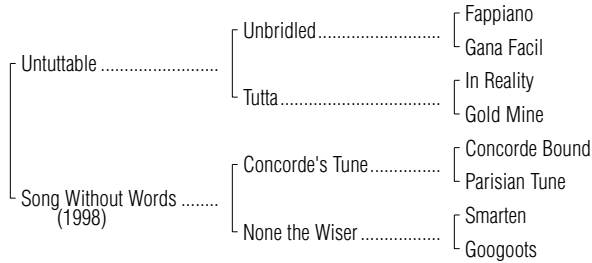 Fappiano
Unbridled
Gana Facil
Untuttable
In Reality
Tutta
Gold Mine
Concorde Bound
Concorde's Tune
Parisian Tune
Song Without Words
(1998)
Smarten
None the Wiser
Googoots